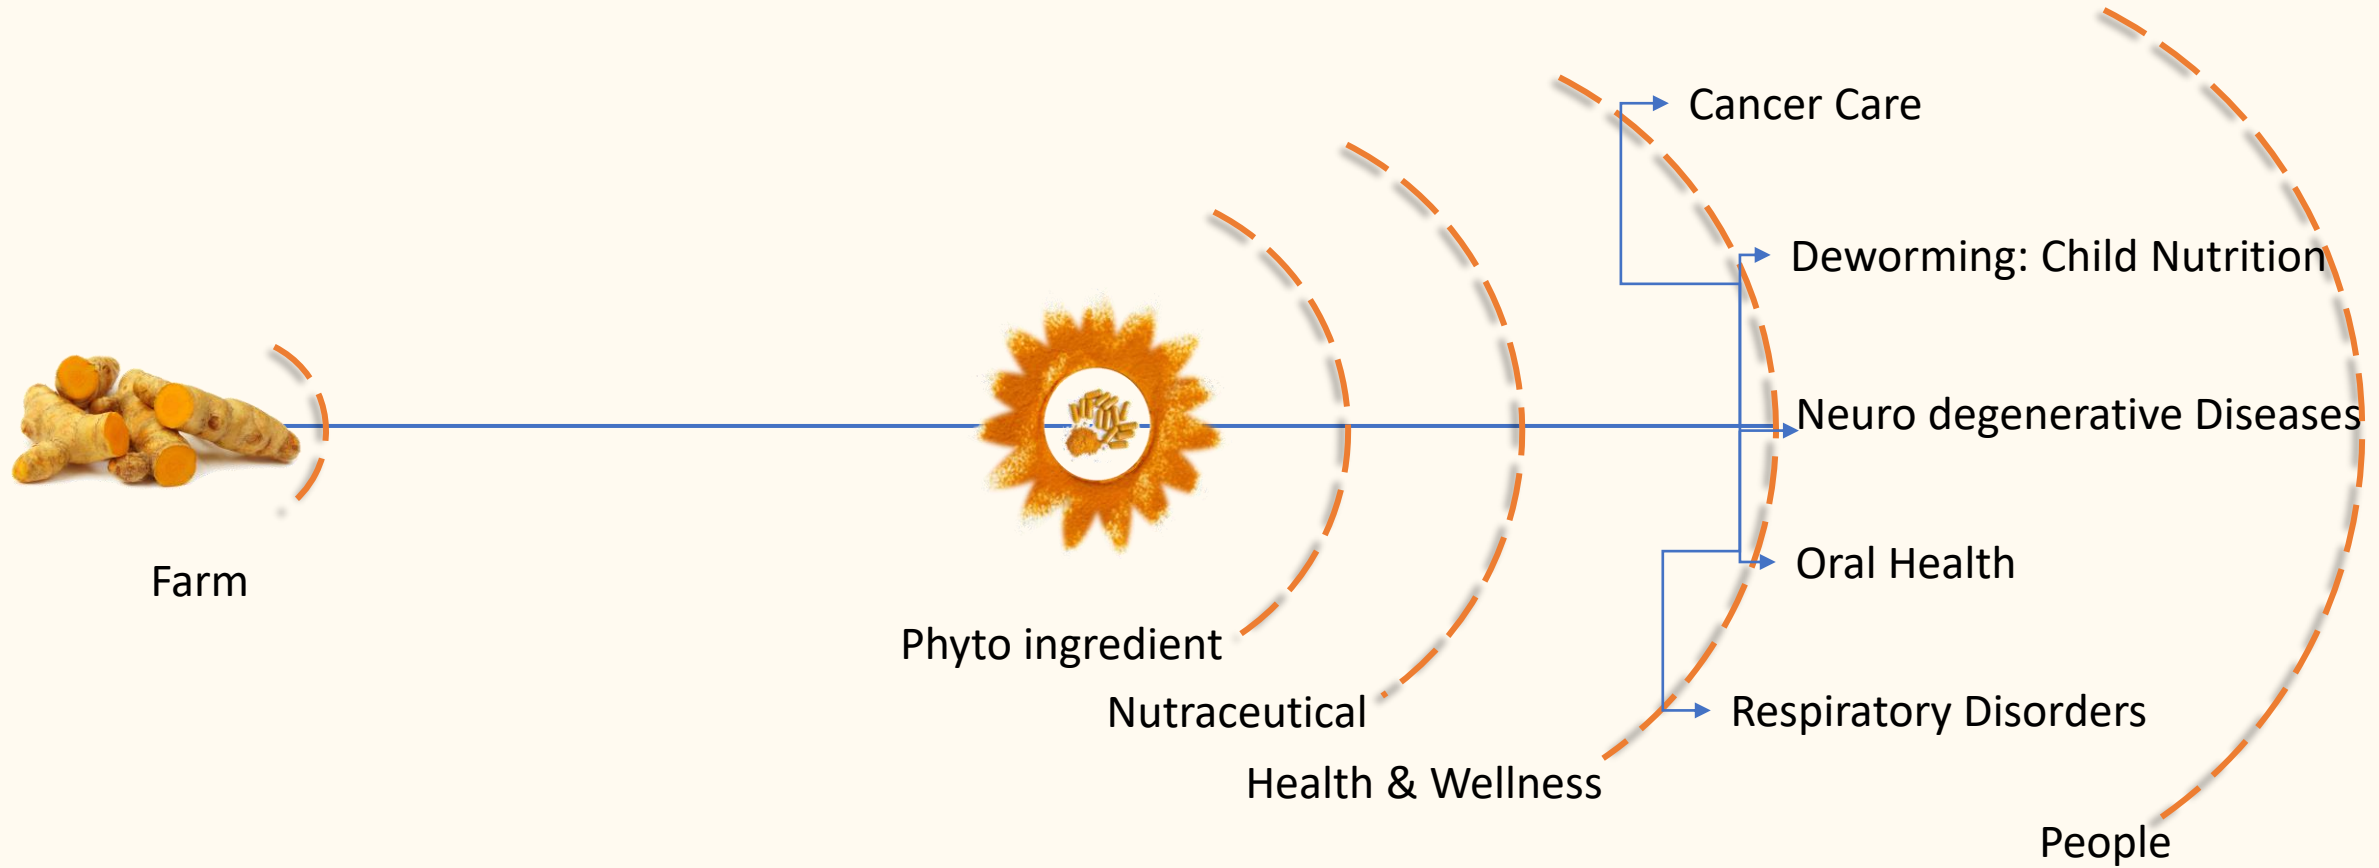 Cancer Care
Deworming: Child Nutrition
Neuro degenerative Diseases
Oral Health
Respiratory Disorders
Farm
Phyto ingredient
Nutraceutical
Health & Wellness
People